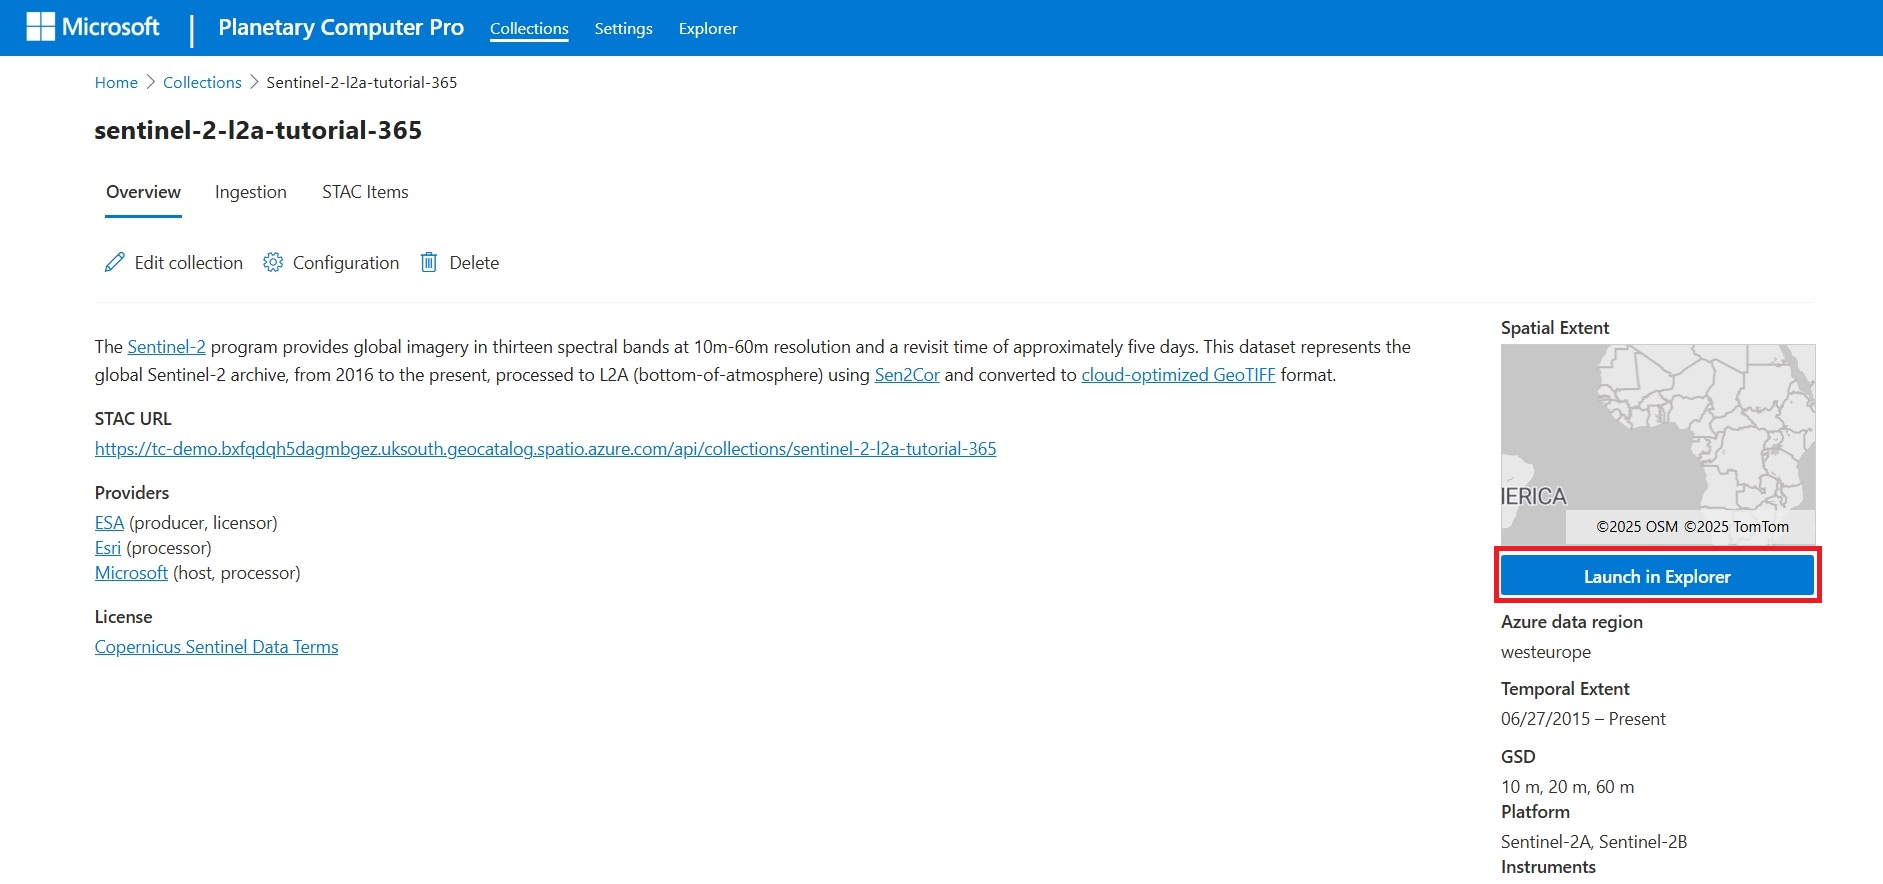 Microsoft | Planetary Computer Pro Collections Settings Explorer
Home > Collections > Sentinel-2-l2a-tutorial-365
sentinel-2-l2a-tutorial-365
Overview Ingestion STAC Items
Edit collection Configuration Delete
The Sentinel-2 program provides global imagery in thirteen spectral bands at 10m-60m resolution and a revisit time of approximately five days. This dataset represents the
global Sentinel-2 archive, from 2016 to the present, processed to L2A (bottom-of-atmosphere) using Sen2Cor and converted to cloud-optimized GeoTIFF format.
STAC URL
https://tc-demo.bxfqdqh5dagmbgez.uksouth.geocatalog.spatio.azure.com/api/collections/sentinel-2-l2a-tutorial-365
Providers
ESA (producer, licensor)
Esri (processor)
Microsoft (host, processor)
License
Copernicus Sentinel Data Terms
Spatial Extent
MERICA
©2025 OSM ©2025 TomTom
Launch in Explorer
Azure data region
westeurope
Temporal Extent
06/27/2015 – Present
GSD
10 m, 20 m, 60 m
Platform
Sentinel-2A, Sentinel-2B
Instruments